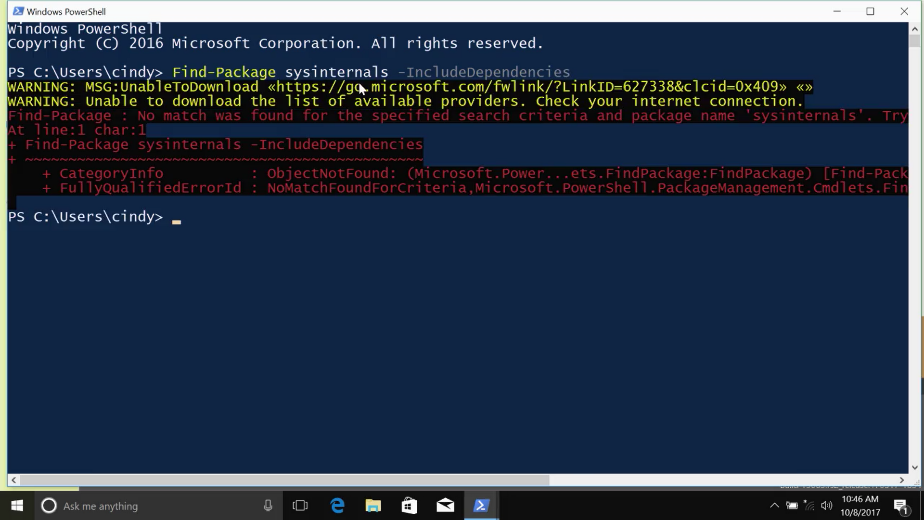 Windows PowerShell
Windows PowerShell
Copyright (C) 2016 Microsoft Corporation. All rights reserved.
PS C:\Users\cindy> Find-Package sysinternals -IncludeDependencies
WARNING: MSG:UnableToDownload «https://go.microsoft.com/fwlink/?LinkID=627338&clcid=0x409» «»
WARNING: Unable to download the list of available providers. Check your internet connection.
Find-Package : No match was found for the specified search criteria and package name 'sysinternals'. Try
At line:1 char:1
+ Find-Package sysinternals -IncludeDependencies
+ ~~~~~~~~~~~~~~~~~~~~~~~~~~~~~~~~~~~~~~~~~~~~~~
+ CategoryInfo : ObjectNotFound: (Microsoft.Power...ets.FindPackage:FindPackage) [Find-Pack
+ FullyQualifiedErrorId : NoMatchFoundForCriteria,Microsoft.PowerShell.PackageManagement.Cmdlets.Fin
PS C:\Users\cindy> _
Ask me anything
10:46 AM
10/8/2017
1